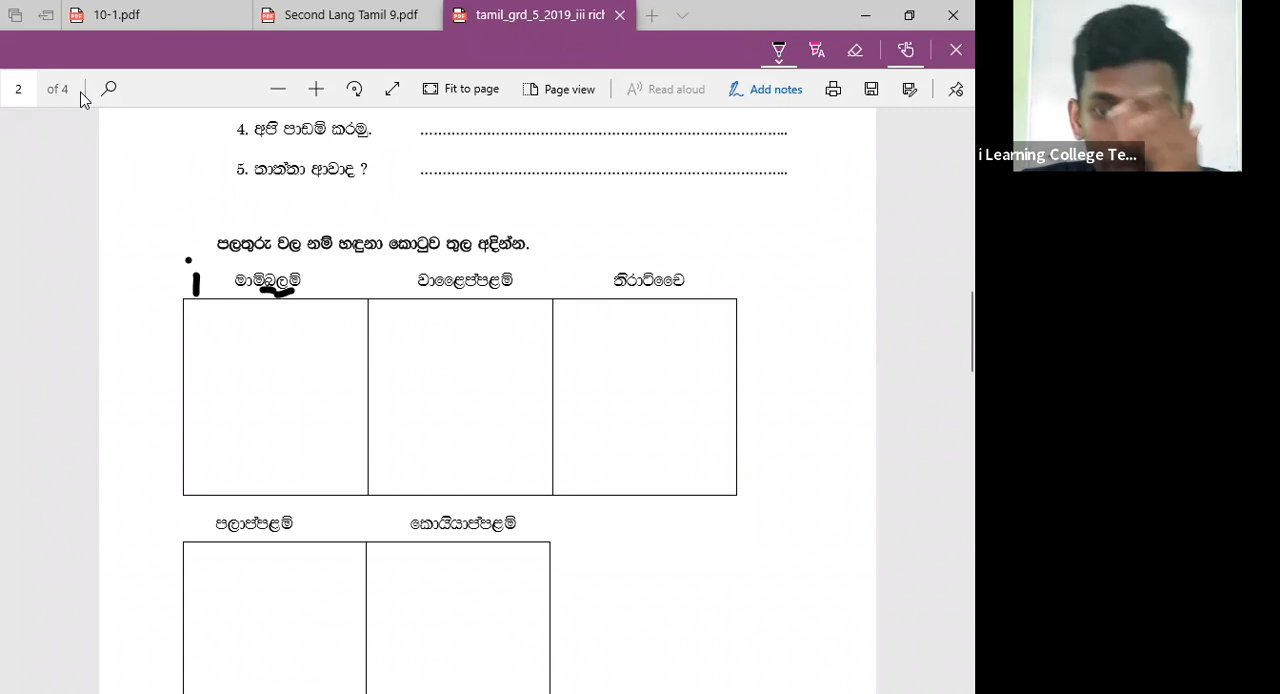 10-1.pdf Second Lang Tamil 9.pdf tamil_grd_5_2019_iii rich
2 of 4 Fit to page Page view Read aloud Add notes
i Learning College Te...
4. අපි පාඩම් කරමු. ................................................................
5. තාත්තා ආවාද ? ................................................................
පලතුරු වල නම් හඳුනා කොටුව තුල අදින්න.
මාම්බලම් වාළෛප්පළම් තිරාට්චෛ
පලාප්පළම් කොයියාප්පළම්